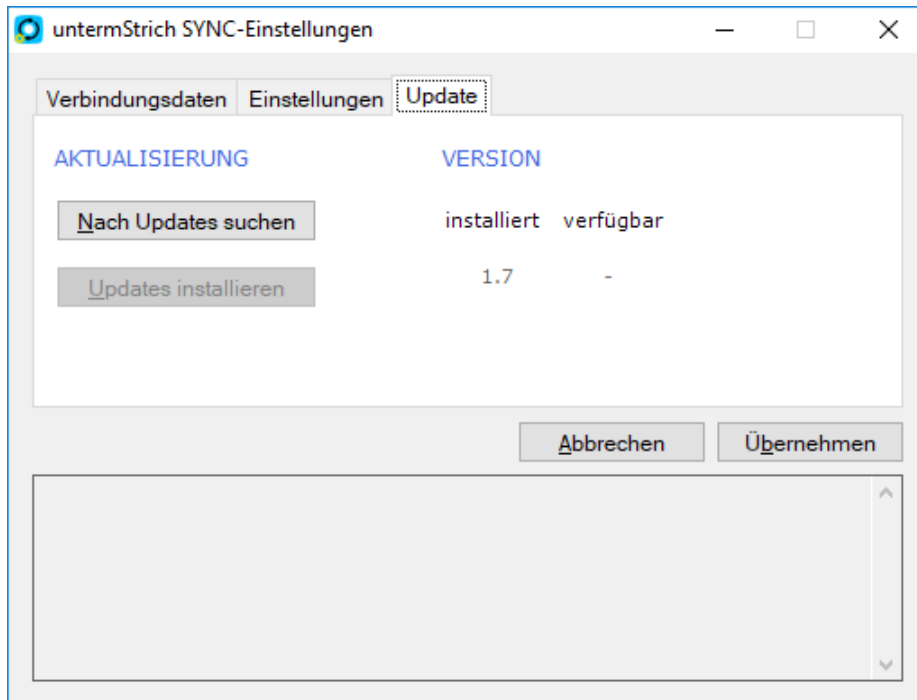 untermStrich SYNC-Einstellungen
Verbindungsdaten Einstellungen Update
AKTUALISIERUNG VERSION
Nach Updates suchen installiert verfügbar
Updates installieren 1.7 -
Abbrechen Übernehmen